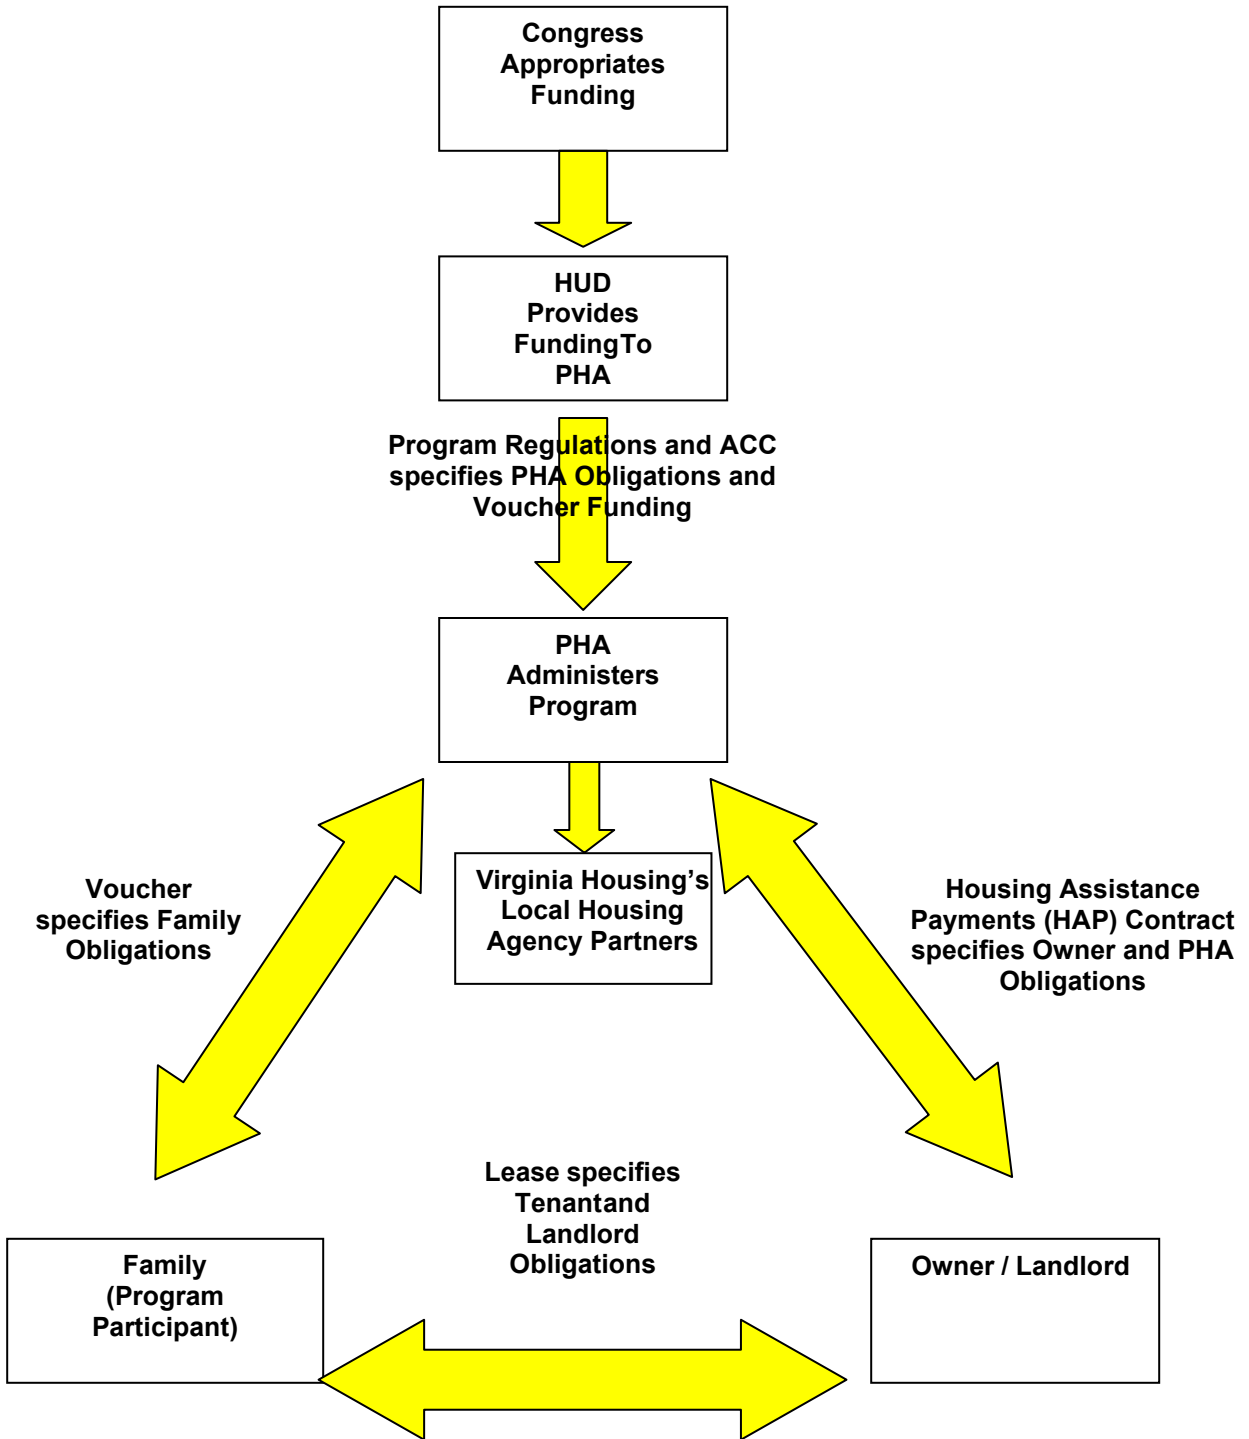 Congress
Appropriates
Funding
HUD
Provides
FundingTo
PHA
Program Regulations and ACC
specifies PHA Obligations and
Voucher Funding
PHA
Administers
Program
Virginia Housing’s
Local Housing
Agency Partners
Voucher
specifies Family
Obligations
Housing Assistance
Payments (HAP) Contract
specifies Owner and PHA
Obligations
Lease specifies
Tenantand
Landlord
Obligations
Family
(Program
Participant)
Owner / Landlord